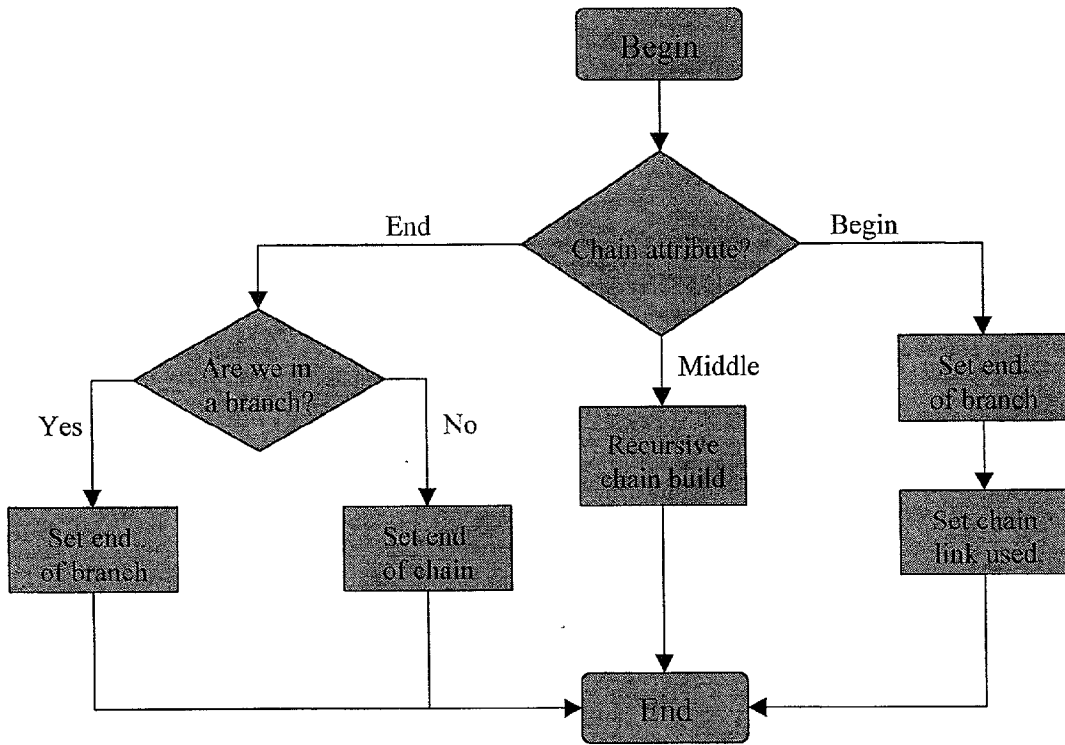 Begin
End
Begin
Chain attribute?
Are we in
a branch?
Middle
Set end
of branch
Yes
No
Recursive
chain build
Set end
of branch
Set end
of chain
Set chain
link used
End